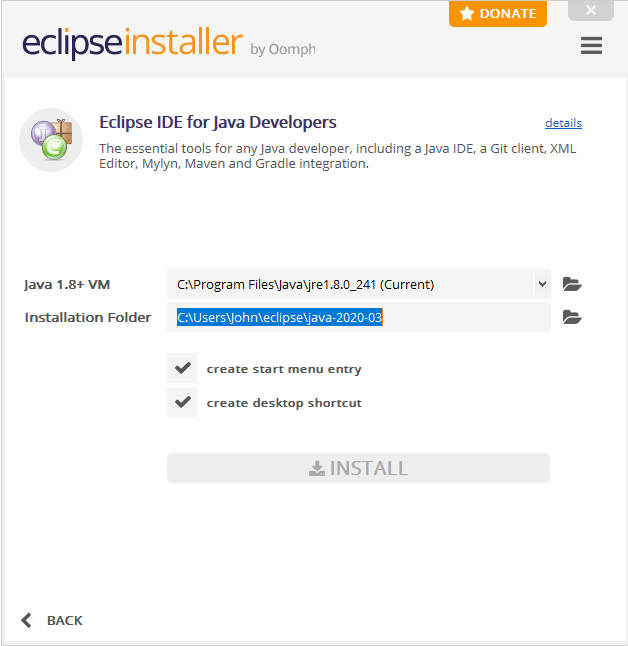 DONATE
eclipseinstaller by Oomph
Eclipse IDE for Java Developers
details
The essential tools for any Java developer, including a Java IDE, a Git client, XML
Editor, Mylyn, Maven and Gradle integration.
Java 1.8+ VM
C:\Program Files\Java\jre1.8.0_241 (Current)
Installation Folder
C:\Users\John\eclipse\java-2020-03
create start menu entry
create desktop shortcut
INSTALL
BACK